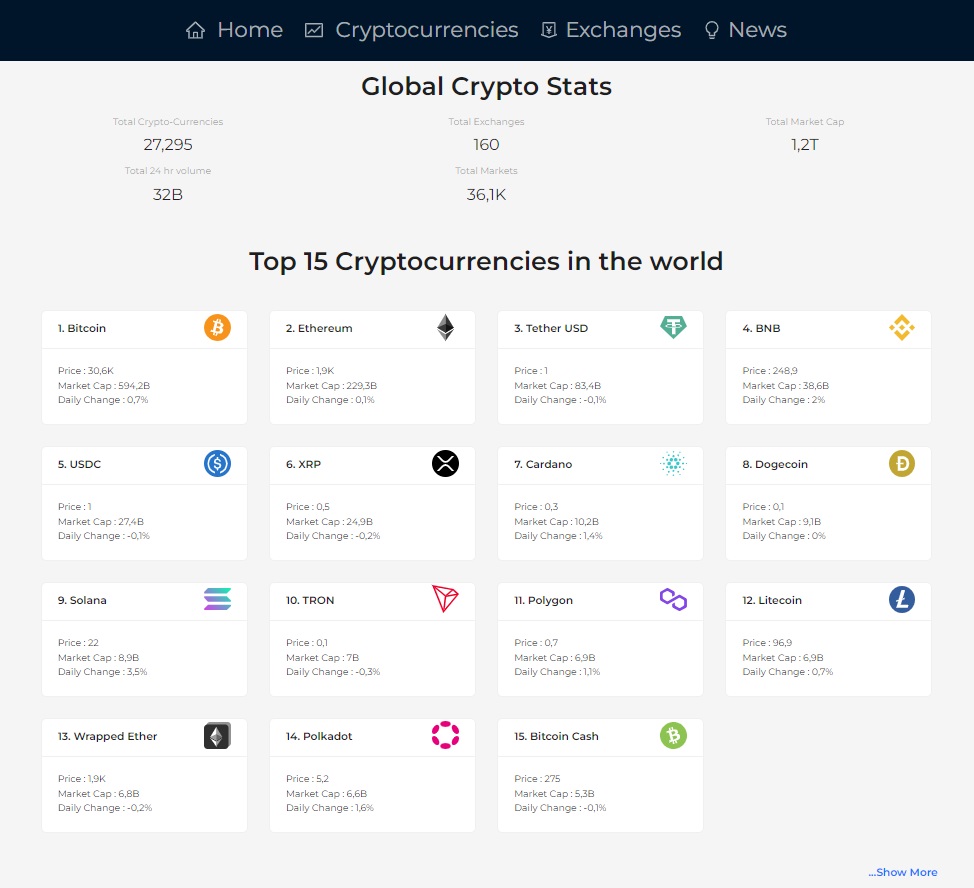 Home Cryptocurrencies Exchanges News
Global Crypto Stats
Total Crypto-Currencies
27,295
Total Exchanges
160
Total Market Cap
1,2T
Total 24 hr volume
32B
Total Markets
36,1K
Top 15 Cryptocurrencies in the world
1. Bitcoin
Price : 30,6K
Market Cap : 594,2B
Daily Change : 0,7%
2. Ethereum
Price : 1,9K
Market Cap : 229,3B
Daily Change : 0,1%
3. Tether USD
Price : 1
Market Cap : 83,4B
Daily Change : -0,1%
4. BNB
Price : 248,9
Market Cap : 38,6B
Daily Change : 2%
5. USDC
Price : 1
Market Cap : 27,4B
Daily Change : -0,1%
6. XRP
Price : 0,5
Market Cap : 24,9B
Daily Change : -0,2%
7. Cardano
Price : 0,3
Market Cap : 10,2B
Daily Change : 1,4%
8. Dogecoin
Price : 0,1
Market Cap : 9,1B
Daily Change : 0%
9. Solana
Price : 22
Market Cap : 8,9B
Daily Change : 3,5%
10. TRON
Price : 0,1
Market Cap : 7B
Daily Change : -0,3%
11. Polygon
Price : 0,7
Market Cap : 6,9B
Daily Change : 1,1%
12. Litecoin
Price : 96,9
Market Cap : 6,9B
Daily Change : 0,7%
13. Wrapped Ether
Price : 1,9K
Market Cap : 6,8B
Daily Change : -0,2%
14. Polkadot
Price : 5,2
Market Cap : 6,6B
Daily Change : 1,6%
15. Bitcoin Cash
Price : 275
Market Cap : 5,3B
Daily Change : -0,1%
...Show More